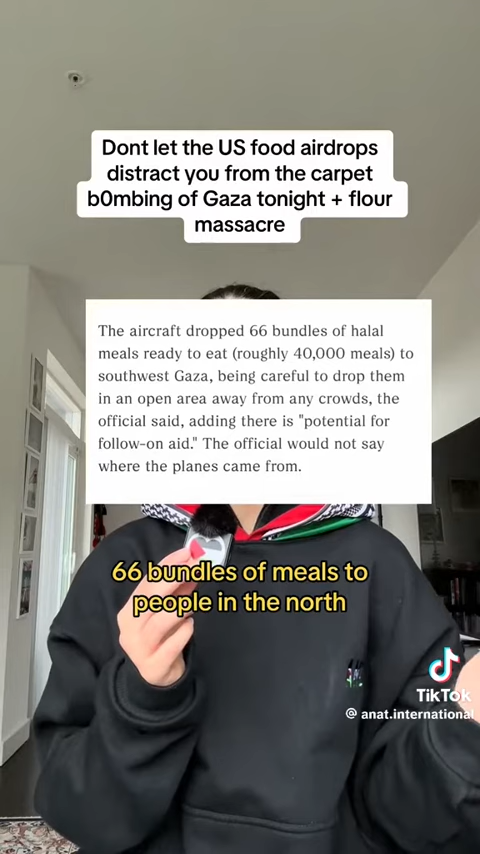 Dont let the US food airdrops
distract you from the carpet
b0mbing of Gaza tonight + flour
massacre
The aircraft dropped 66 bundles of halal
meals ready to eat (roughly 40,000 meals) to
southwest Gaza, being careful to drop them
in an open area away from any crowds, the
official said, adding there is "potential for
follow-on aid." The official would not say
where the planes came from.
66 bundles of meals to
people in the north
TikTok
@ anat.international